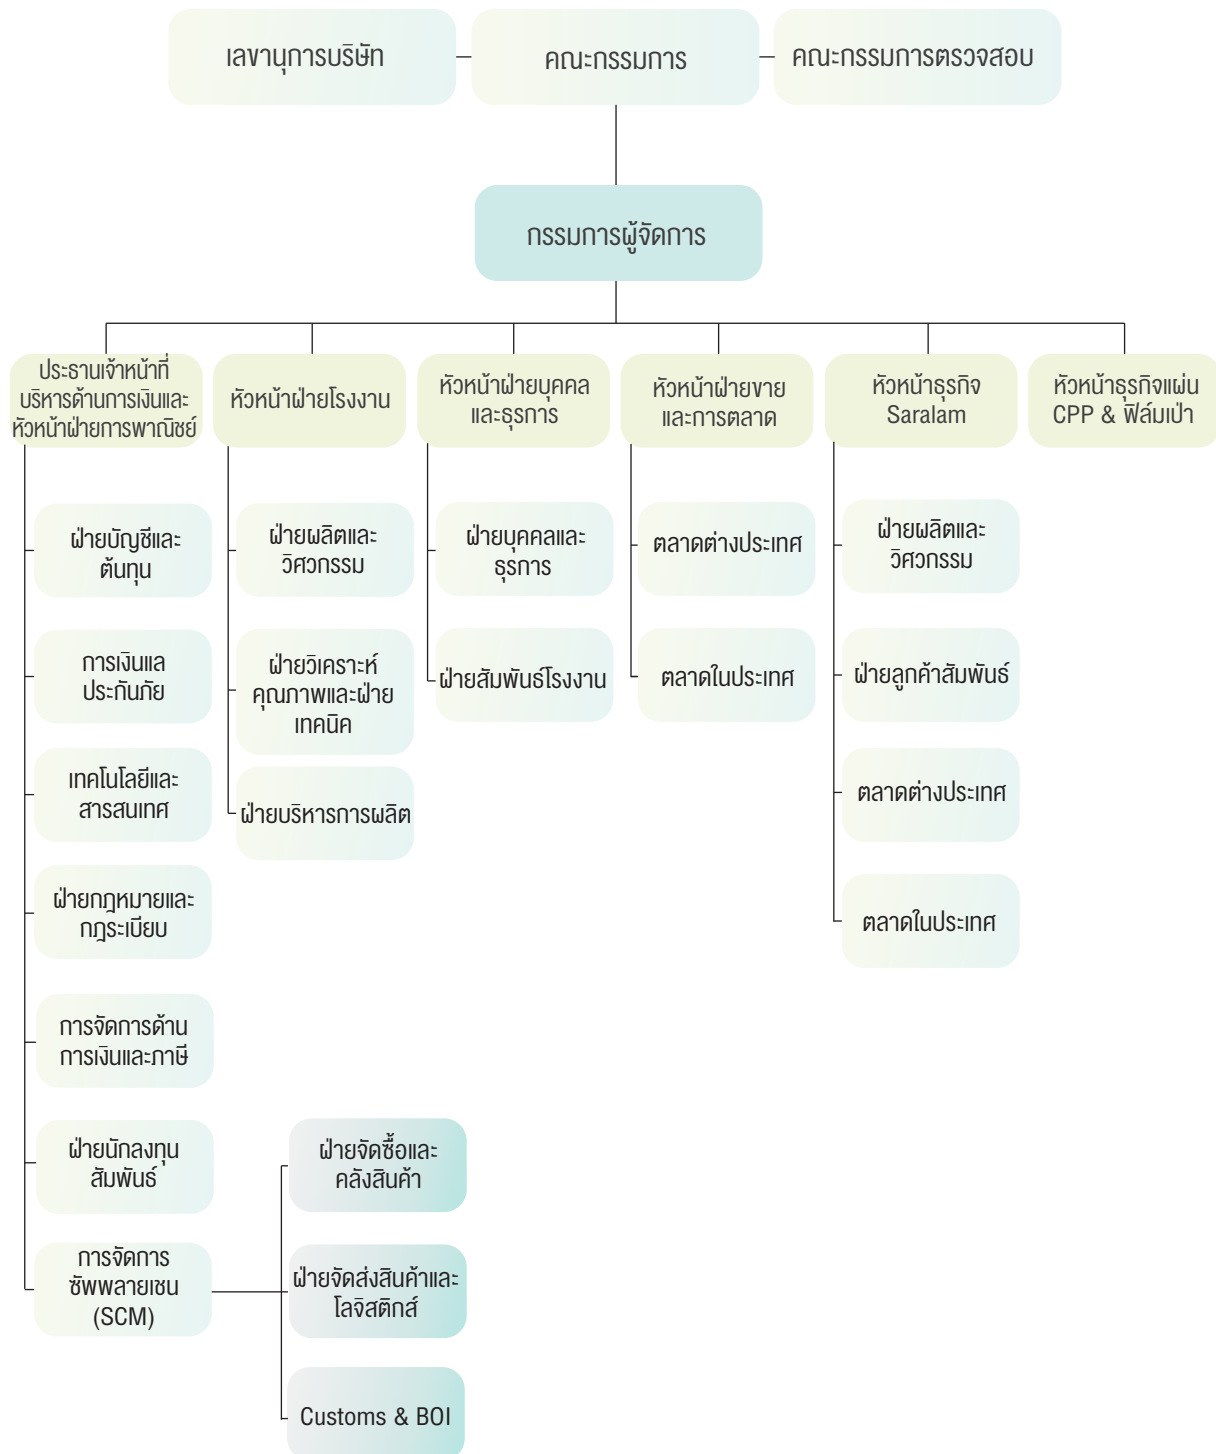 เลขานุการบริษัท
คณะกรรมการ
คณะกรรมการตรวจสอบ
กรรมการผู้จัดการ
ประธานเจ้าหน้าที่
บริหารด้านการเงินและ
หัวหน้าฝ่ายการพาณิชย์
หัวหน้าฝ่ายโรงงาน
หัวหน้าฝ่ายบุคคล
และธุรการ
หัวหน้าฝ่ายขาย
และการตลาด
หัวหน้าธุรกิจ
Saralam
หัวหน้าธุรกิจแผ่น
CPP & ฟิล์มเป่า
ฝ่ายบัญชีและ
ต้นทุน
การเงินแล
ประกันภัย
เทคโนโลยีและ
สารสนเทศ
ฝ่ายกฎหมายและ
กฎระเบียบ
การจัดการด้าน
การเงินและภาษี
ฝ่ายนักลงทุน
สัมพันธ์
การจัดการ
ซัพพลายเชน
(SCM)
ฝ่ายจัดซื้อและ
คลังสินค้า
ฝ่ายจัดส่งสินค้าและ
โลจิสติกส์
Customs & BOI
ฝ่ายผลิตและ
วิศวกรรม
ฝ่ายวิเคราะห์
คุณภาพและฝ่าย
เทคนิค
ฝ่ายบริหารการผลิต
ฝ่ายบุคคลและ
ธุรการ
ฝ่ายสัมพันธ์โรงงาน
ตลาดต่างประเทศ
ตลาดในประเทศ
ฝ่ายผลิตและ
วิศวกรรม
ฝ่ายลูกค้าสัมพันธ์
ตลาดต่างประเทศ
ตลาดในประเทศ